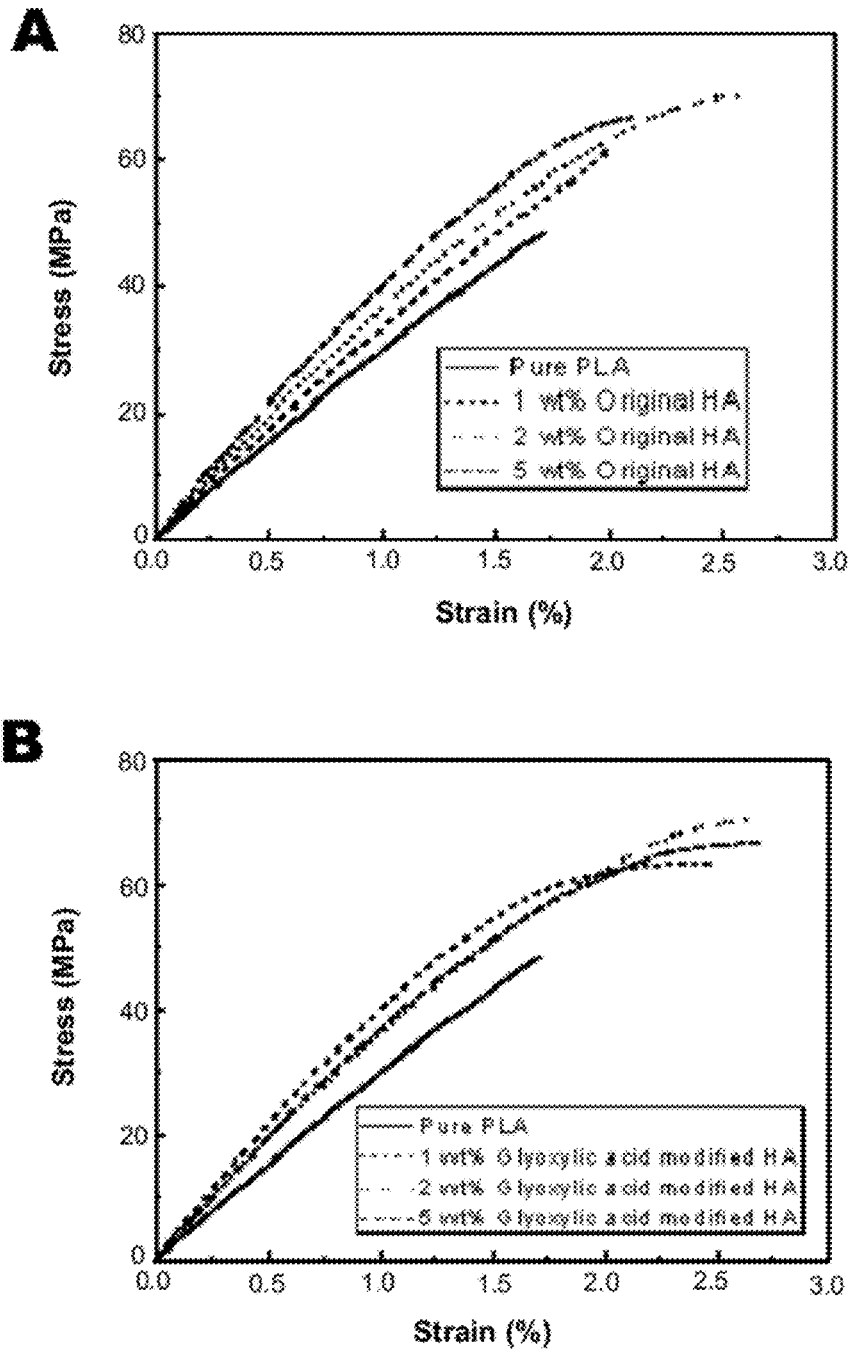 A
80
60
40
20
0
Stress (MPa)
Pure PLA
1 wt% Original HA
2 wt% Original HA
5 wt% Original HA
0.0 0.5 1.0 1.5 2.0 2.5 3.0
Strain (%)
B
80
60
40
20
0
Stress (MPa)
Pure PLA
1 wt% Glyoxylic acid modified HA
2 wt% Glyoxylic acid modified HA
5 wt% Glyoxylic acid modified HA
0.0 0.5 1.0 1.5 2.0 2.5 3.0
Strain (%)